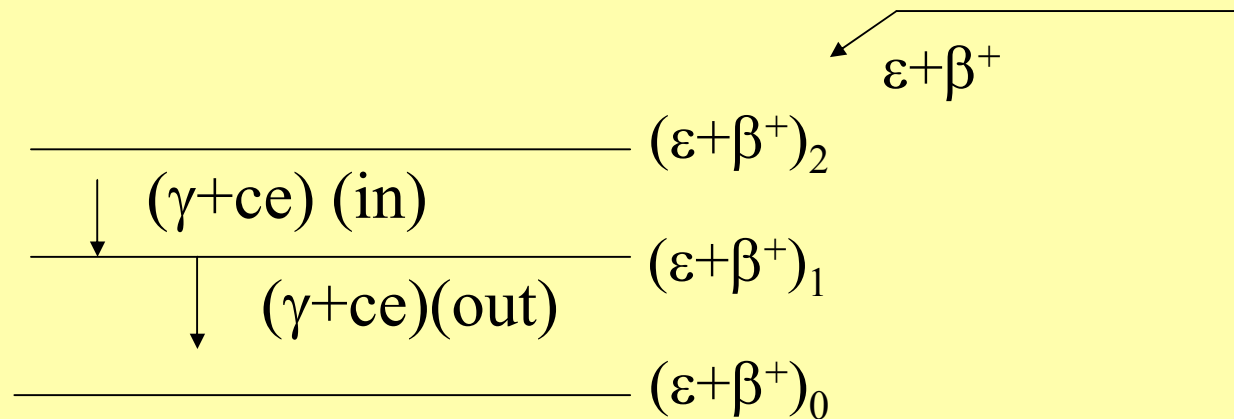 ε+β⁺
(ε+β⁺)₂
(γ+ce) (in)
(ε+β⁺)₁
(γ+ce)(out)
(ε+β⁺)₀